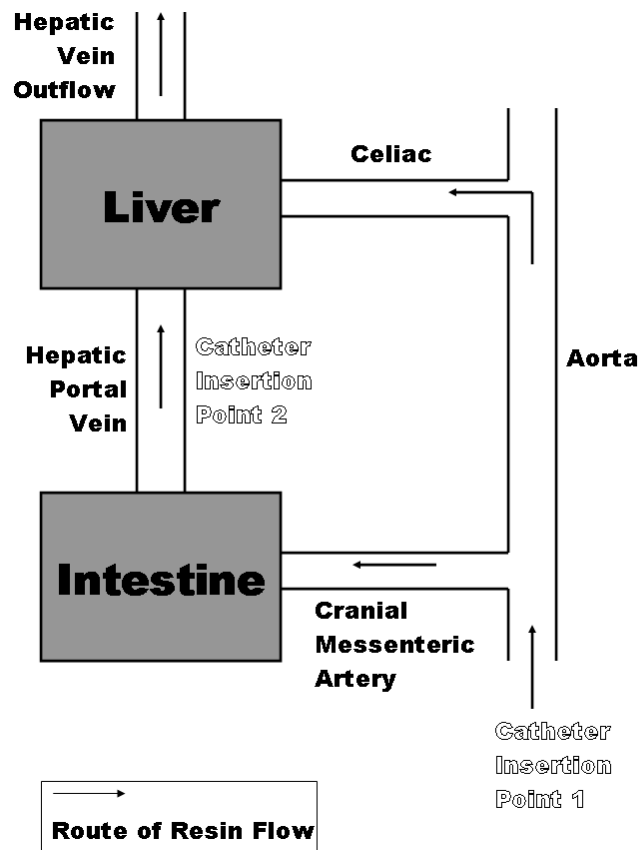 Hepatic
Vein
Outflow
Celiac
Liver
Hepatic
Portal
Vein
Catheter
Insertion
Point 2
Aorta
Intestine
Cranial
Messenteric
Artery
Catheter
Insertion
Point 1
Route of Resin Flow